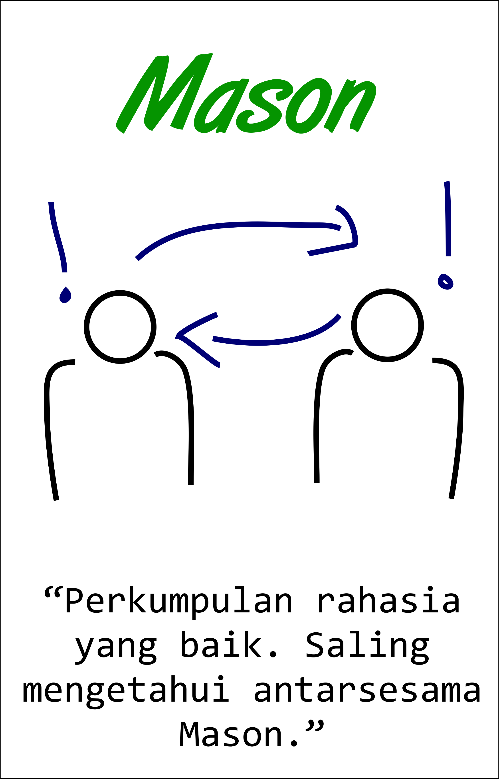 Mason
“Perkumpulan rahasia
yang baik. Saling
mengetahui antarsesama
Mason.”